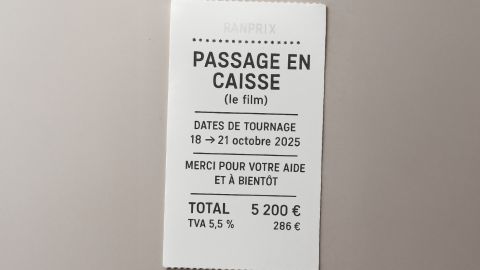 RANPRIX
PASSAGE EN
CAISSE
(le film)
DATES DE TOURNAGE
18 → 21 octobre 2025
MERCI POUR VOTRE AIDE
ET À BIENTÔT
TOTAL 5 200 €
TVA 5,5 % 286 €